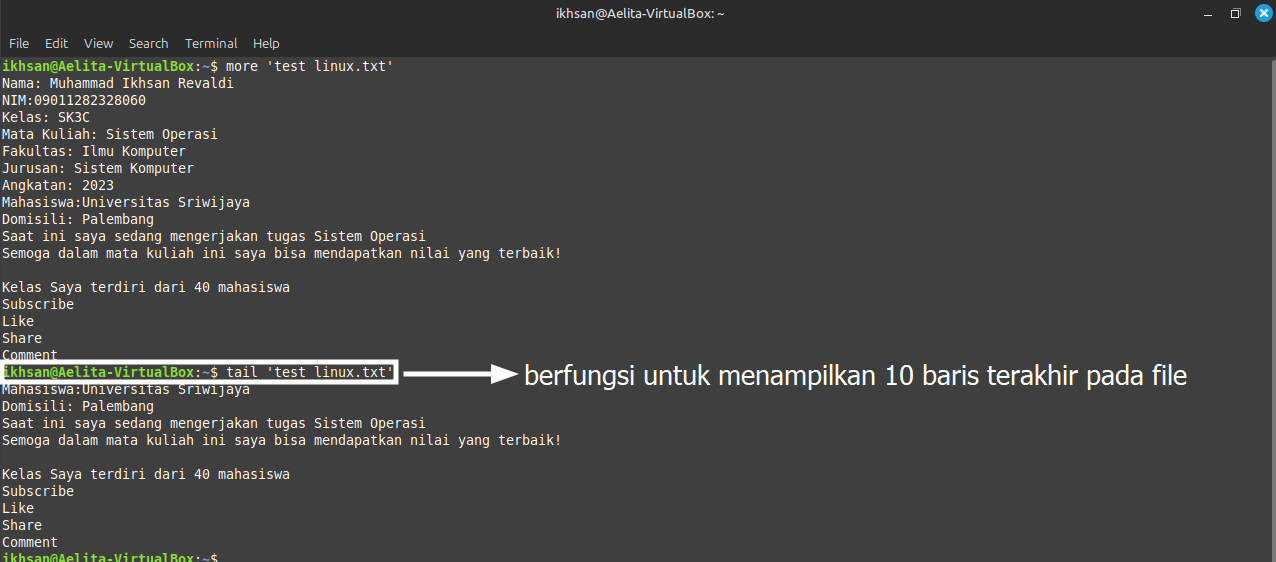 ikhsan@Aelita-VirtualBox: ~
File Edit View Search Terminal Help
ikhsan@Aelita-VirtualBox:~$ more 'test linux.txt'
Nama: Muhammad Ikhsan Revaldi
NIM:09011282328060
Kelas: SK3C
Mata Kuliah: Sistem Operasi
Fakultas: Ilmu Komputer
Jurusan: Sistem Komputer
Angkatan: 2023
Mahasiswa:Universitas Sriwijaya
Domisili: Palembang
Saat ini saya sedang mengerjakan tugas Sistem Operasi
Semoga dalam mata kuliah ini saya bisa mendapatkan nilai yang terbaik!

Kelas Saya terdiri dari 40 mahasiswa
Subscribe
Like
Share
Comment
ikhsan@Aelita-VirtualBox:~$ tail 'test linux.txt'
berfungsi untuk menampilkan 10 baris terakhir pada file
Mahasiswa:Universitas Sriwijaya
Domisili: Palembang
Saat ini saya sedang mengerjakan tugas Sistem Operasi
Semoga dalam mata kuliah ini saya bisa mendapatkan nilai yang terbaik!

Kelas Saya terdiri dari 40 mahasiswa
Subscribe
Like
Share
Comment
ikhsan@Aelita-VirtualBox:~$